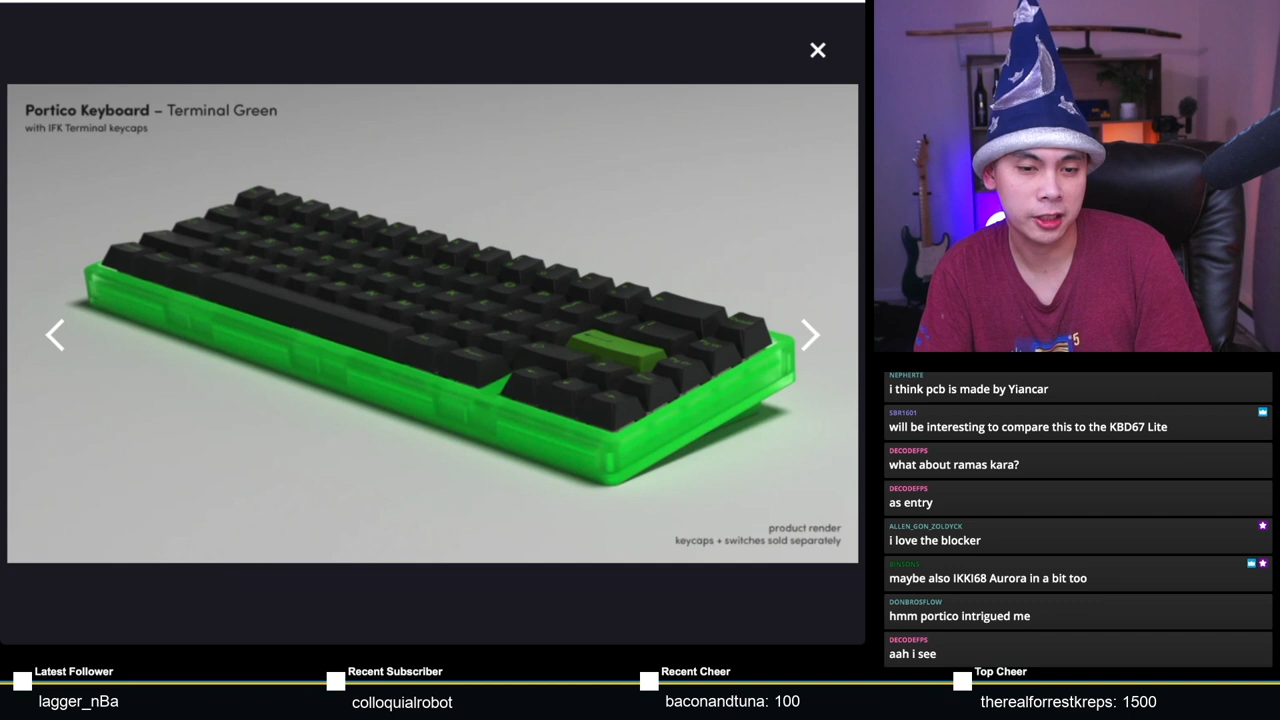 Portico Keyboard – Terminal Green
with IFK Terminal keycaps
product render
keycaps + switches sold separately
NEPHERTE
i think pcb is made by Yiancar
SBR1601
will be interesting to compare this to the KBD67 Lite
DECODEFPS
what about ramas kara?
DECODEFPS
as entry
ALLEN_GON_ZOLDYCK
i love the blocker
BINSONS
maybe also IKKI68 Aurora in a bit too
DONBROSFLOW
hmm portico intrigued me
DECODEFPS
aah i see
Latest Follower
lagger_nBa
Recent Subscriber
colloquialrobot
Recent Cheer
baconandtuna: 100
Top Cheer
therealforrestkreps: 1500